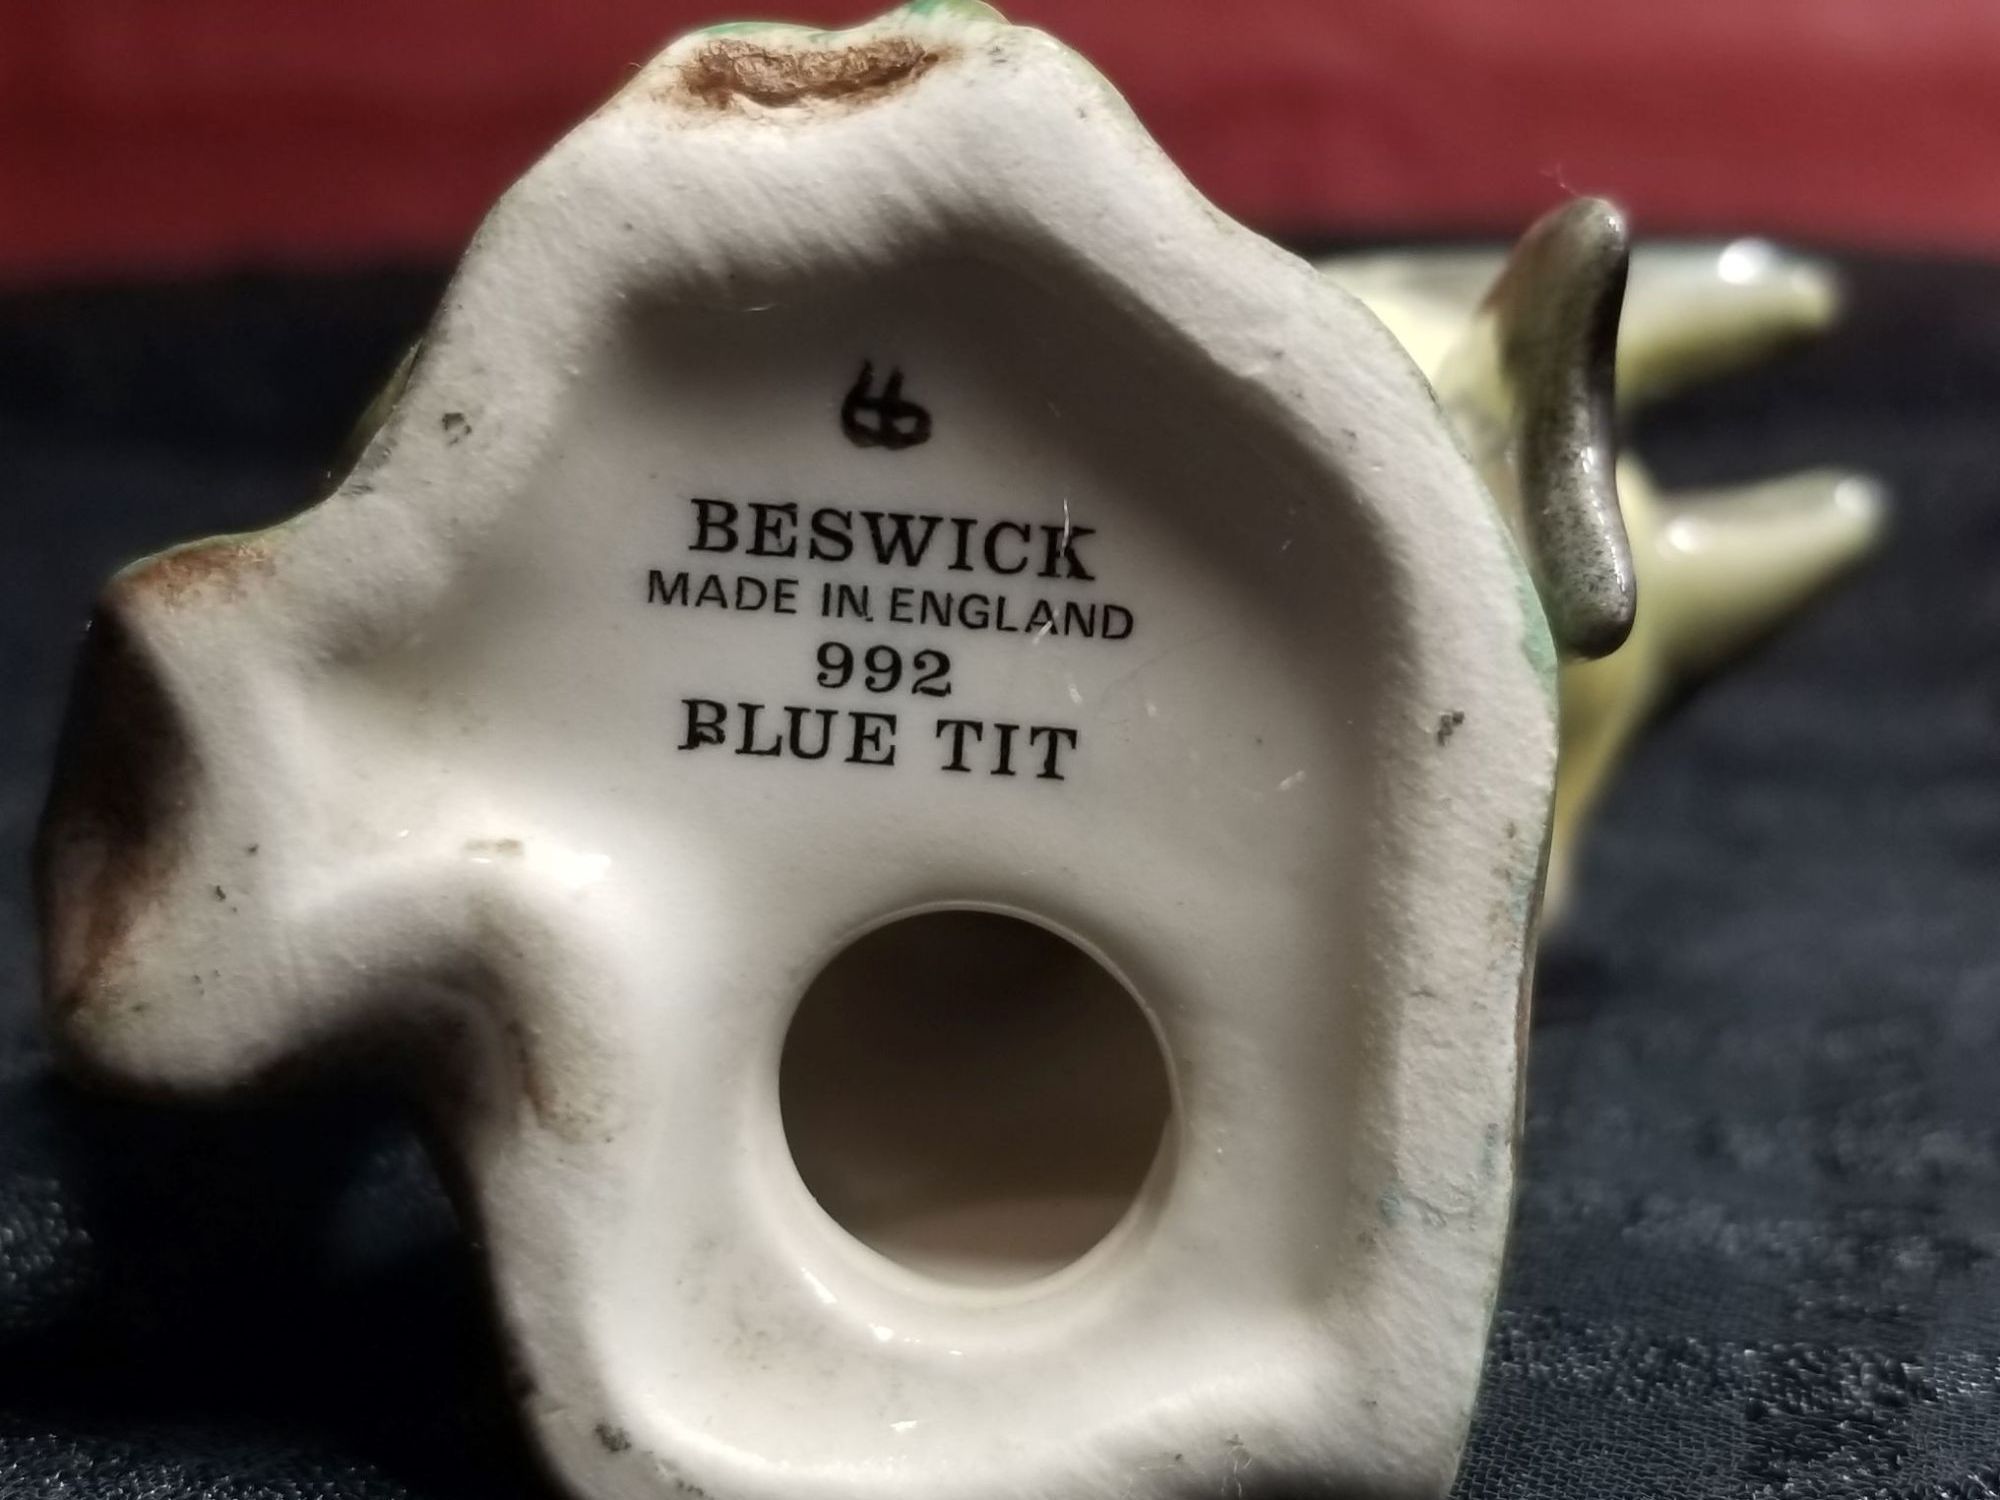 BESWICK
MADE IN ENGLAND
992
BLUE TIT